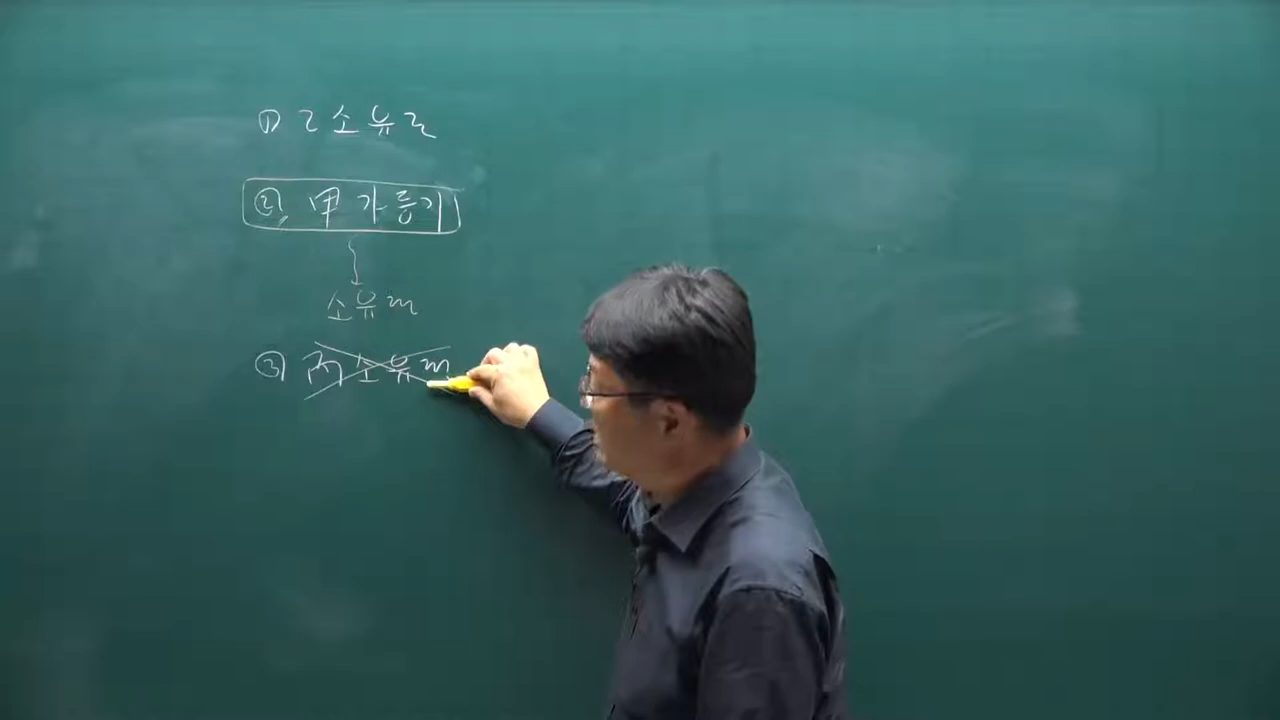 ① 乙 소유권
② 甲 가등기
소유권
③ 丙 소유권